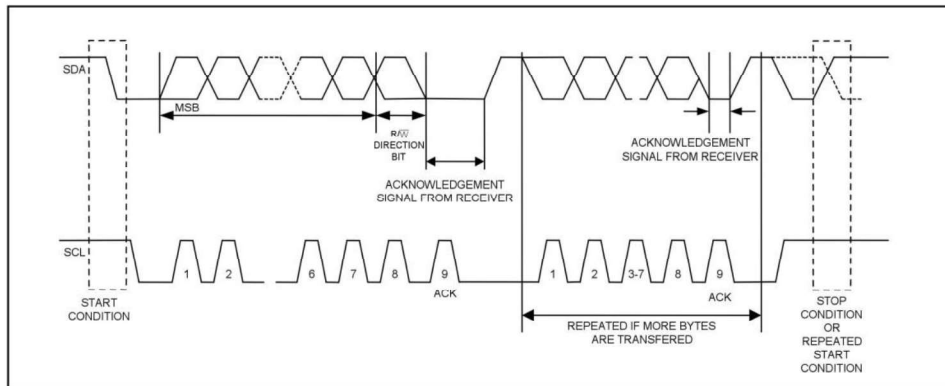 SDA
MSB
R/W̅
DIRECTION
BIT
ACKNOWLEDGEMENT
SIGNAL FROM RECEIVER
ACKNOWLEDGEMENT
SIGNAL FROM RECEIVER
SCL
1 2 6 7 8 9 1 2 3-7 8 9
ACK ACK
START
CONDITION
REPEATED IF MORE BYTES
ARE TRANSFERED
STOP
CONDITION
OR
REPEATED
START
CONDITION